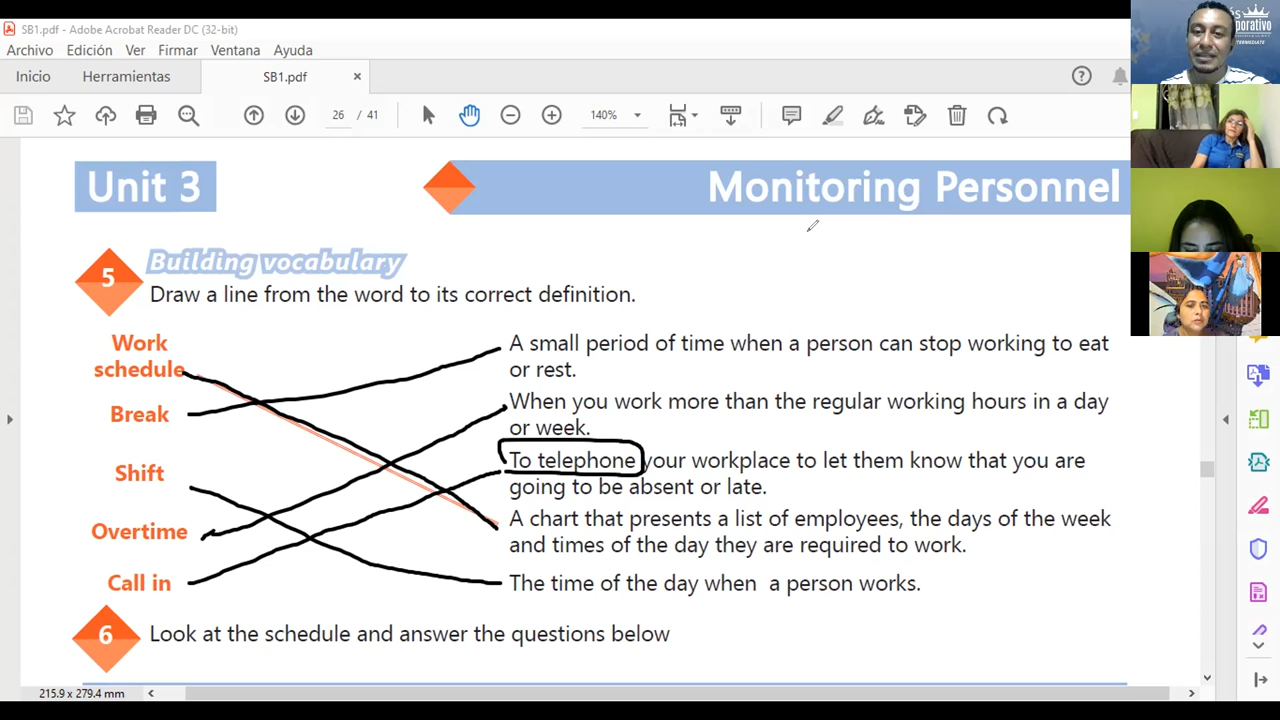 SB1.pdf - Adobe Acrobat Reader DC (32-bit)
Archivo Edición Ver Firmar Ventana Ayuda
Inicio Herramientas SB1.pdf ×
26 / 41 140%
Unit 3 Monitoring Personnel
5 Building vocabulary
Draw a line from the word to its correct definition.
Work
schedule
Break
Shift
Overtime
Call in
A small period of time when a person can stop working to eat
or rest.
When you work more than the regular working hours in a day
or week.
To telephone your workplace to let them know that you are
going to be absent or late.
A chart that presents a list of employees, the days of the week
and times of the day they are required to work.
The time of the day when a person works.
6 Look at the schedule and answer the questions below
215.9 x 279.4 mm